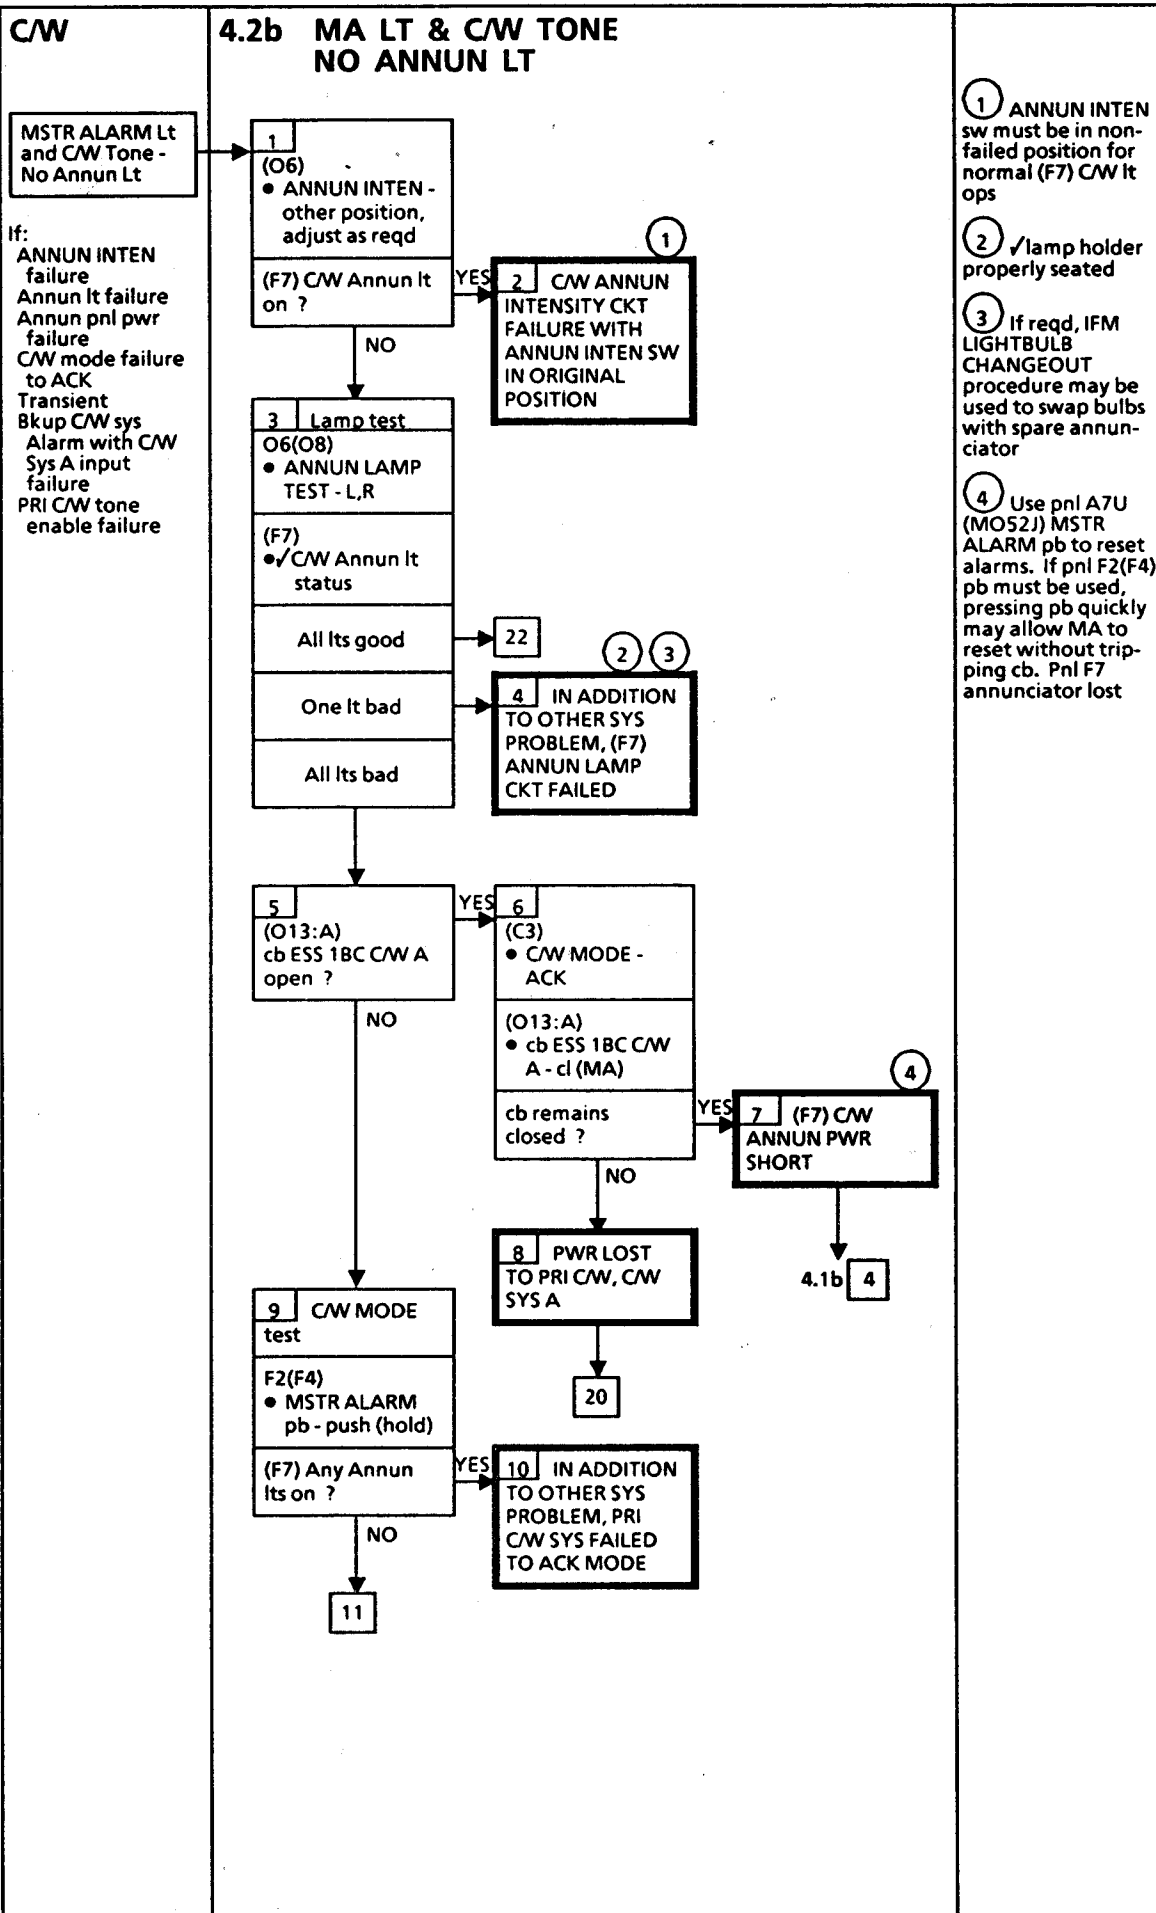 C/W
4.2b MA LT & C/W TONE
NO ANNUN LT
MSTR ALARM Lt
and C/W Tone -
No Annun Lt
If:
ANNUN INTEN
failure
Annun lt failure
Annun pnl pwr
failure
C/W mode failure
to ACK
Transient
Bkup C/W sys
Alarm with C/W
Sys A input
failure
PRI C/W tone
enable failure
1
(O6)
● ANNUN INTEN -
other position,
adjust as reqd
(F7) C/W Annun lt
on ?
YES
NO
1
2 C/W ANNUN
INTENSITY CKT
FAILURE WITH
ANNUN INTEN SW
IN ORIGINAL
POSITION
3 Lamp test
O6(O8)
● ANNUN LAMP
TEST - L,R
(F7)
●✓C/W Annun lt
status
All lts good
22
One lt bad
All lts bad
2 3
4 IN ADDITION
TO OTHER SYS
PROBLEM, (F7)
ANNUN LAMP
CKT FAILED
5
(O13:A)
cb ESS 1BC C/W A
open ?
YES
NO
6
(C3)
● C/W MODE -
ACK
(O13:A)
● cb ESS 1BC C/W
A - cl (MA)
cb remains
closed ?
YES
NO
4
7 (F7) C/W
ANNUN PWR
SHORT
4.1b 4
8 PWR LOST
TO PRI C/W, C/W
SYS A
20
9 C/W MODE
test
F2(F4)
● MSTR ALARM
pb - push (hold)
(F7) Any Annun
lts on ?
YES
NO
10 IN ADDITION
TO OTHER SYS
PROBLEM, PRI
C/W SYS FAILED
TO ACK MODE
11
1 ANNUN INTEN
sw must be in non-
failed position for
normal (F7) C/W lt
ops
2 ✓lamp holder
properly seated
3 If reqd, IFM
LIGHTBULB
CHANGEOUT
procedure may be
used to swap bulbs
with spare annun-
ciator
4 Use pnl A7U
(MO52J) MSTR
ALARM pb to reset
alarms. If pnl F2(F4)
pb must be used,
pressing pb quickly
may allow MA to
reset without trip-
ping cb. Pnl F7
annunciator lost